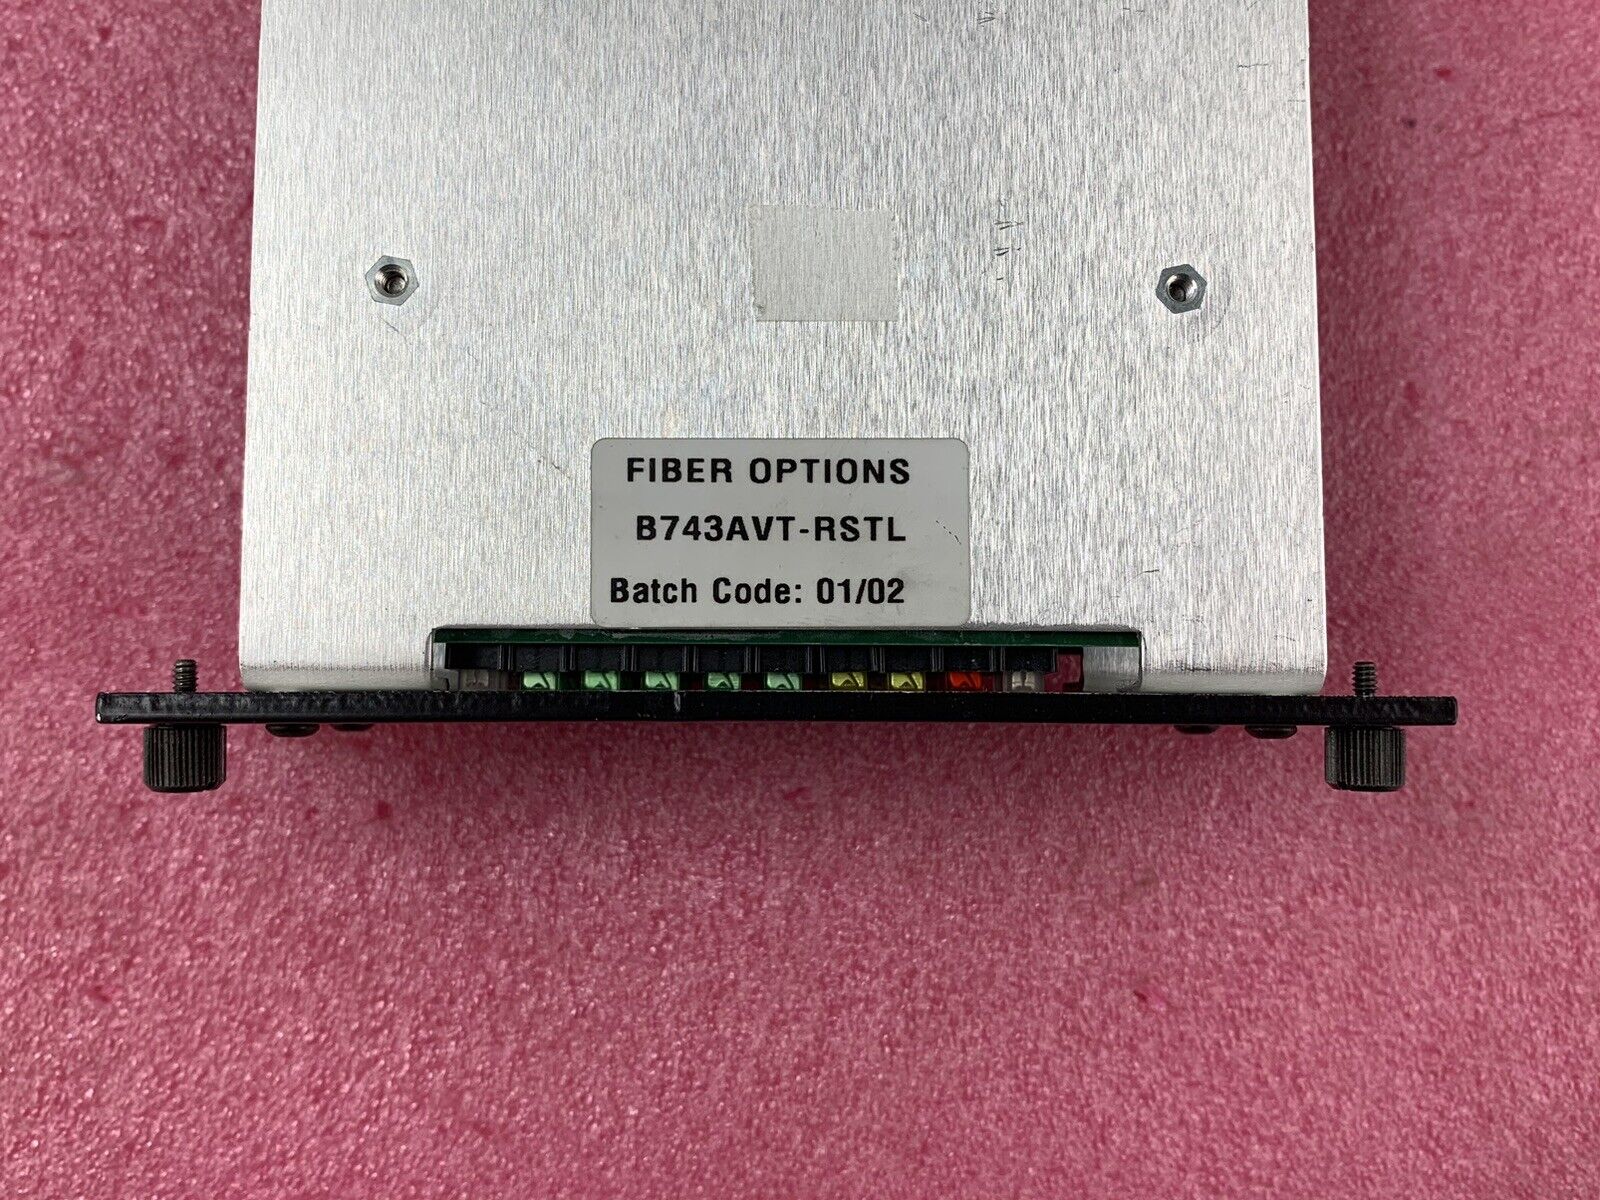 FIBER OPTIONS
B743AVT-RSTL
Batch Code: 01/02